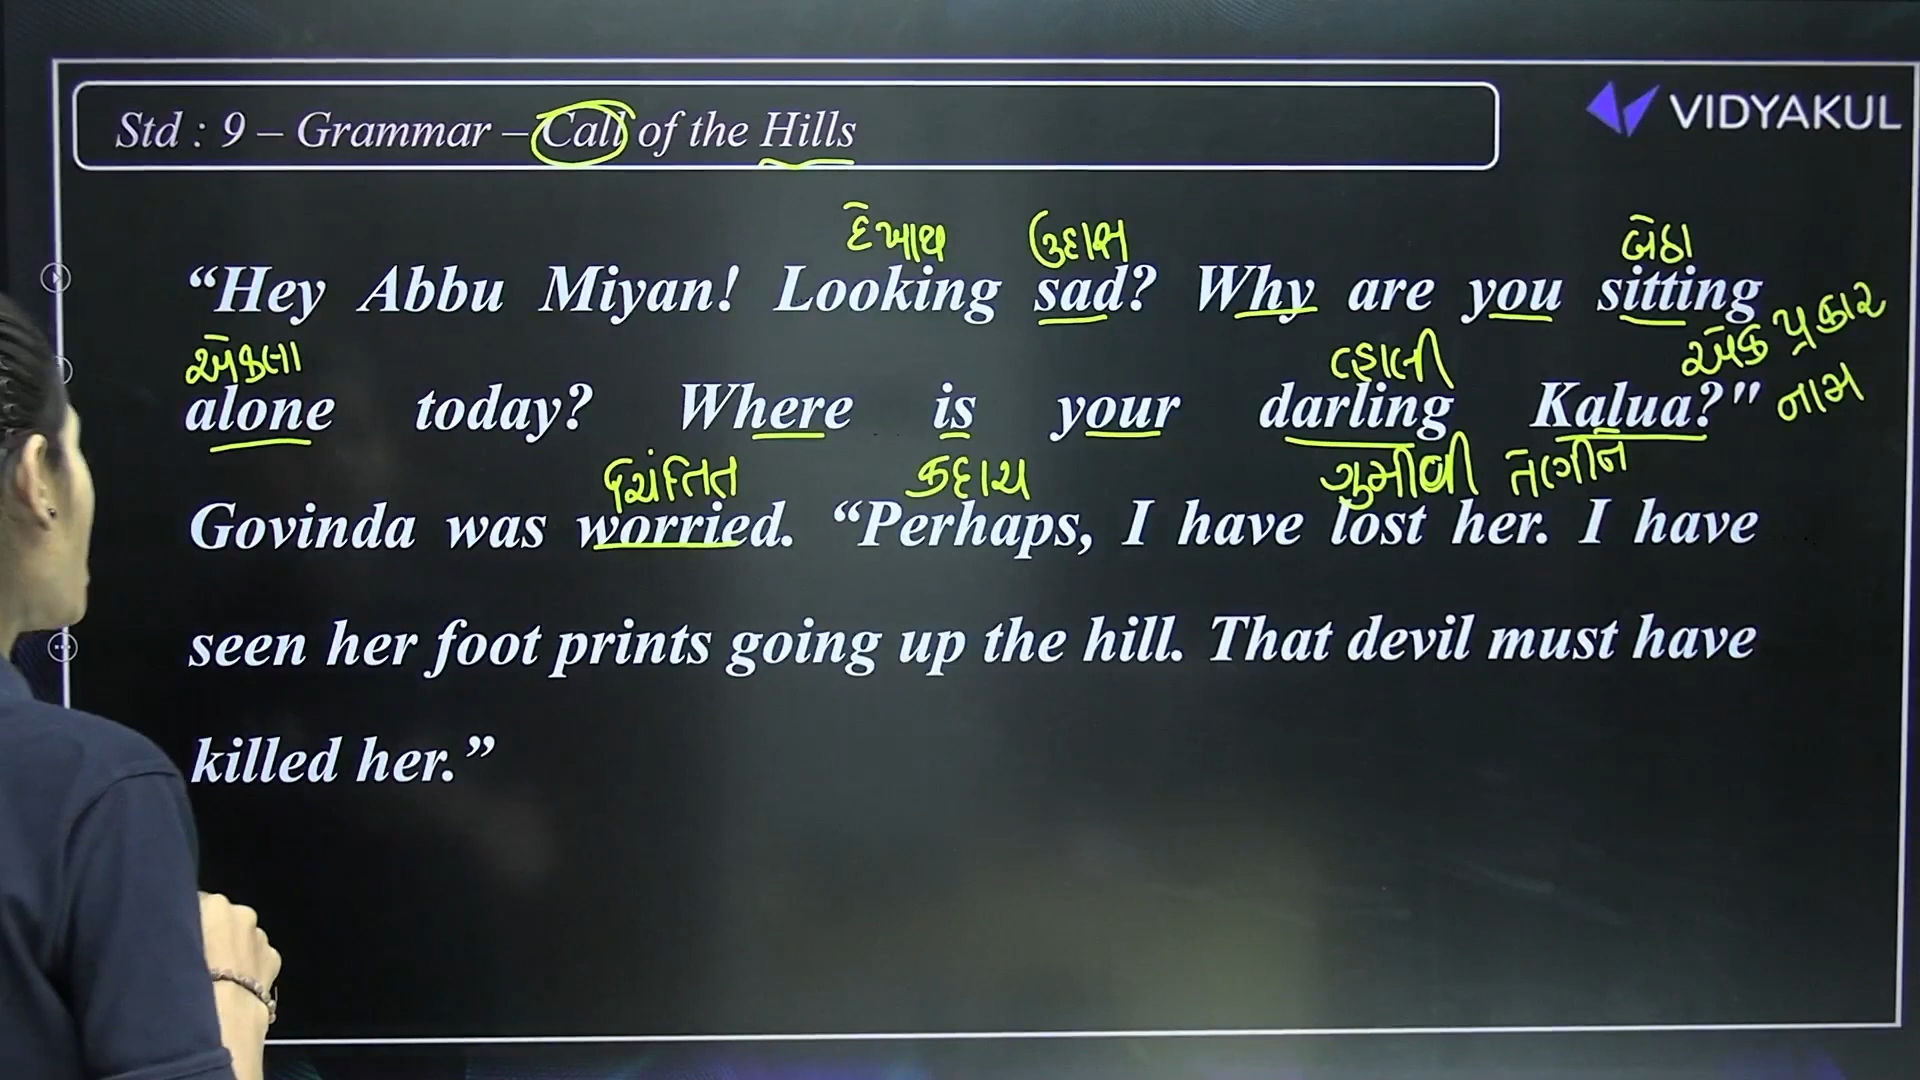 Std : 9 – Grammar – Call of the Hills
VIDYAKUL
દેખાય ઉદાસ બેઠા
“Hey Abbu Miyan! Looking sad? Why are you sitting
એકલા વ્હાલી એક પ્રકાર
alone today? Where is your darling Kalua?" નામ
ચિંતિત કદાચ ગુમાવી તેણીને
Govinda was worried. “Perhaps, I have lost her. I have
seen her foot prints going up the hill. That devil must have
killed her.”